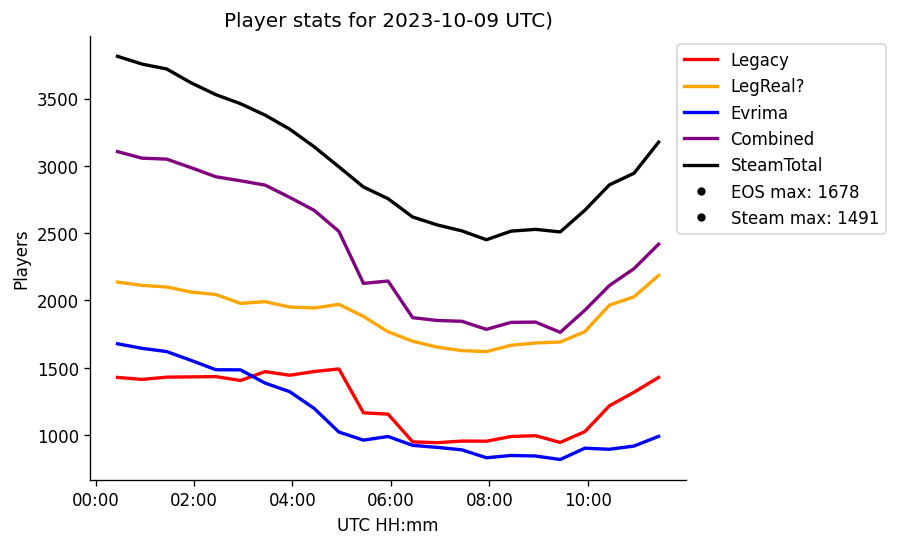 Player stats for 2023-10-09 UTC)
Legacy
LegReal?
Evrima
Combined
SteamTotal
EOS max: 1678
Steam max: 1491
Players
3500
3000
2500
2000
1500
1000
00:00 02:00 04:00 06:00 08:00 10:00
UTC HH:mm